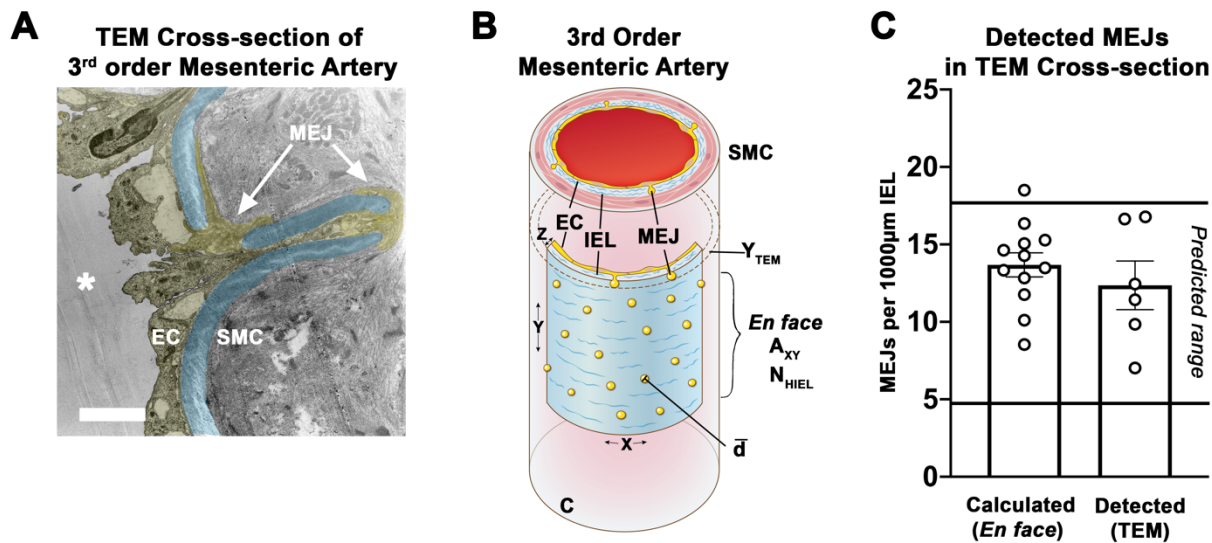 A
TEM Cross-section of
3rd order Mesenteric Artery
MEJ
*
EC
SMC
B
3rd Order
Mesenteric Artery
SMC
EC
IEL
MEJ
Z
YTEM
Y
En face
AXY
NHIEL
X
d̅
C
C
Detected MEJs
in TEM Cross-section
MEJs per 1000µm IEL
25
20
15
10
5
0
Predicted range
Calculated
(En face)
Detected
(TEM)